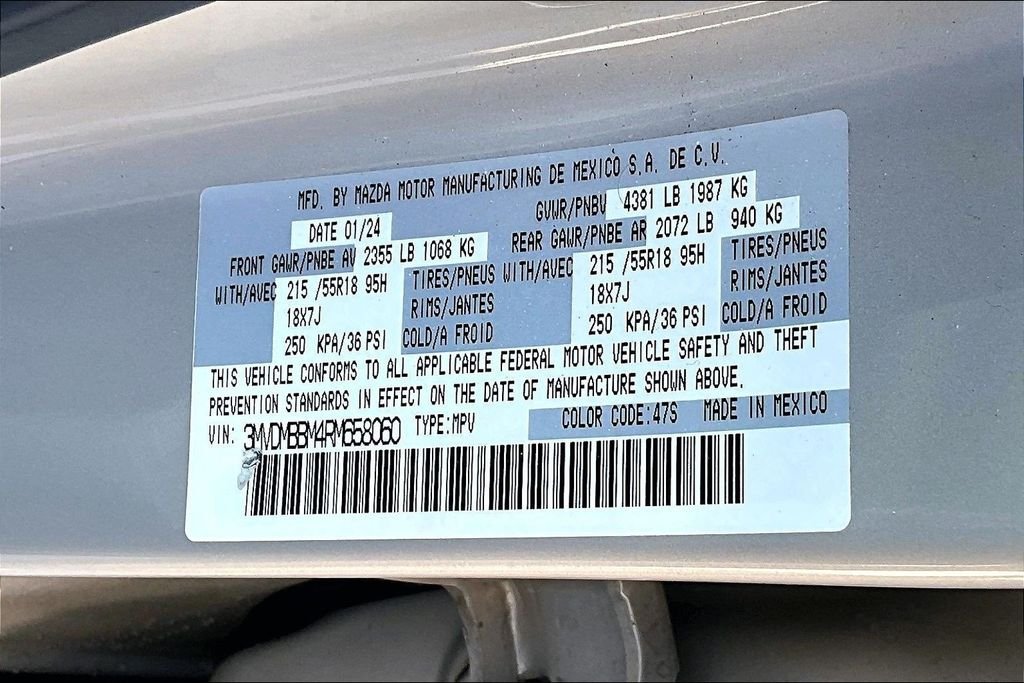 MFD. BY MAZDA MOTOR MANUFACTURING DE MEXICO S.A. DE C.V.
DATE 01/24 GVWR/PNBV 4381 LB 1987 KG
FRONT GAWR/PNBE AV 2355 LB 1068 KG REAR GAWR/PNBE AR 2072 LB 940 KG
WITH/AVEC 215 /55R18 95H TIRES/PNEUS WITH/AVEC 215 /55R18 95H TIRES/PNEUS
18X7J RIMS/JANTES 18X7J RIMS/JANTES
250 KPA/36 PSI COLD/A FROID 250 KPA/36 PSI COLD/A FROID
THIS VEHICLE CONFORMS TO ALL APPLICABLE FEDERAL MOTOR VEHICLE SAFETY AND THEFT
PREVENTION STANDARDS IN EFFECT ON THE DATE OF MANUFACTURE SHOWN ABOVE.
VIN: 3MVDMBBM4RM658060 TYPE:MPV COLOR CODE:47S MADE IN MEXICO